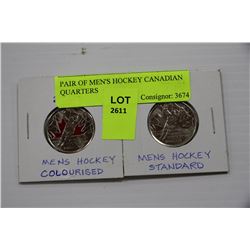 PAIR OF MEN'S HOCKEY CANADIAN
QUARTERS
LOT
2611
Consignor: 3674
MENS HOCKEY
COLOURISED
MENS HOCKEY
STANDARD